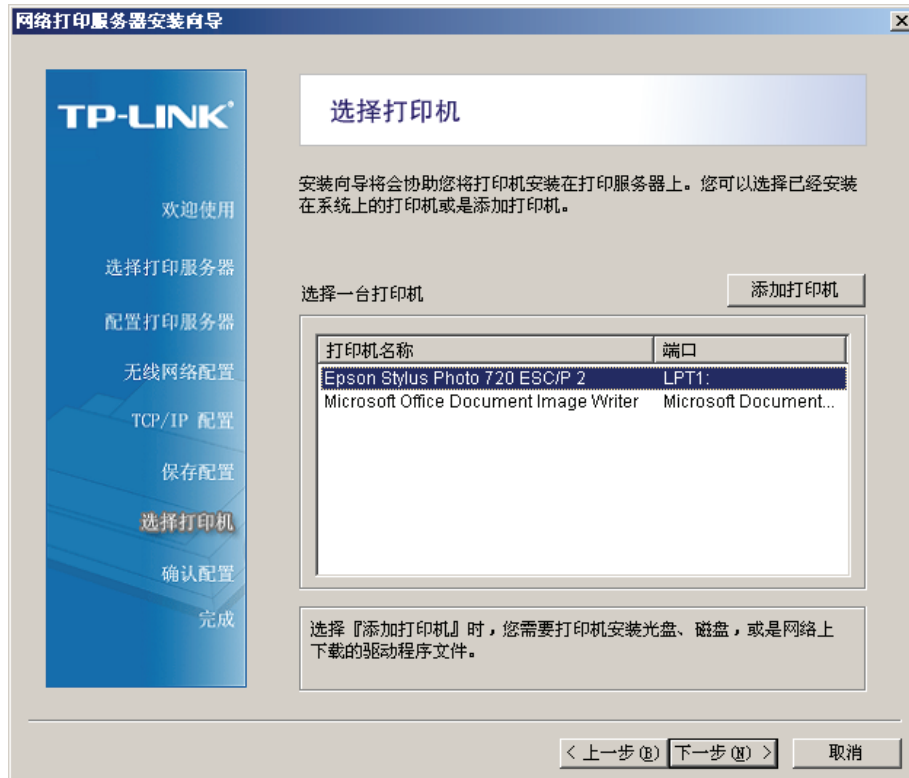 网络打印服务器安装向导
TP-LINK
欢迎使用
选择打印服务器
配置打印服务器
无线网络配置
TCP/IP 配置
保存配置
选择打印机
确认配置
完成
选择打印机
安装向导将会协助您将打印机安装在打印服务器上。您可以选择已经安装
在系统上的打印机或是添加打印机。
选择一台打印机 添加打印机
打印机名称 端口
Epson Stylus Photo 720 ESC/P 2 LPT1:
Microsoft Office Document Image Writer Microsoft Document...
选择『添加打印机』时，您需要打印机安装光盘、磁盘，或是网络上
下载的驱动程序文件。
< 上一步(B) 下一步(N) > 取消